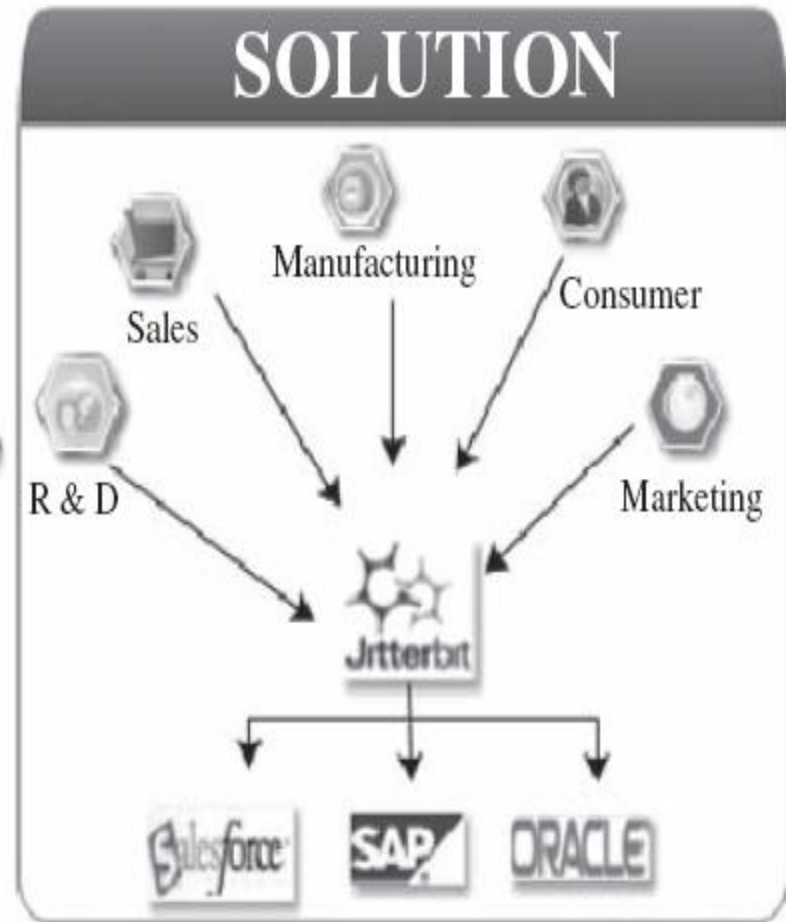 SOLUTION
Manufacturing
Consumer
Sales
R & D
Marketing
Jitterbit
salesforce
SAP
ORACLE